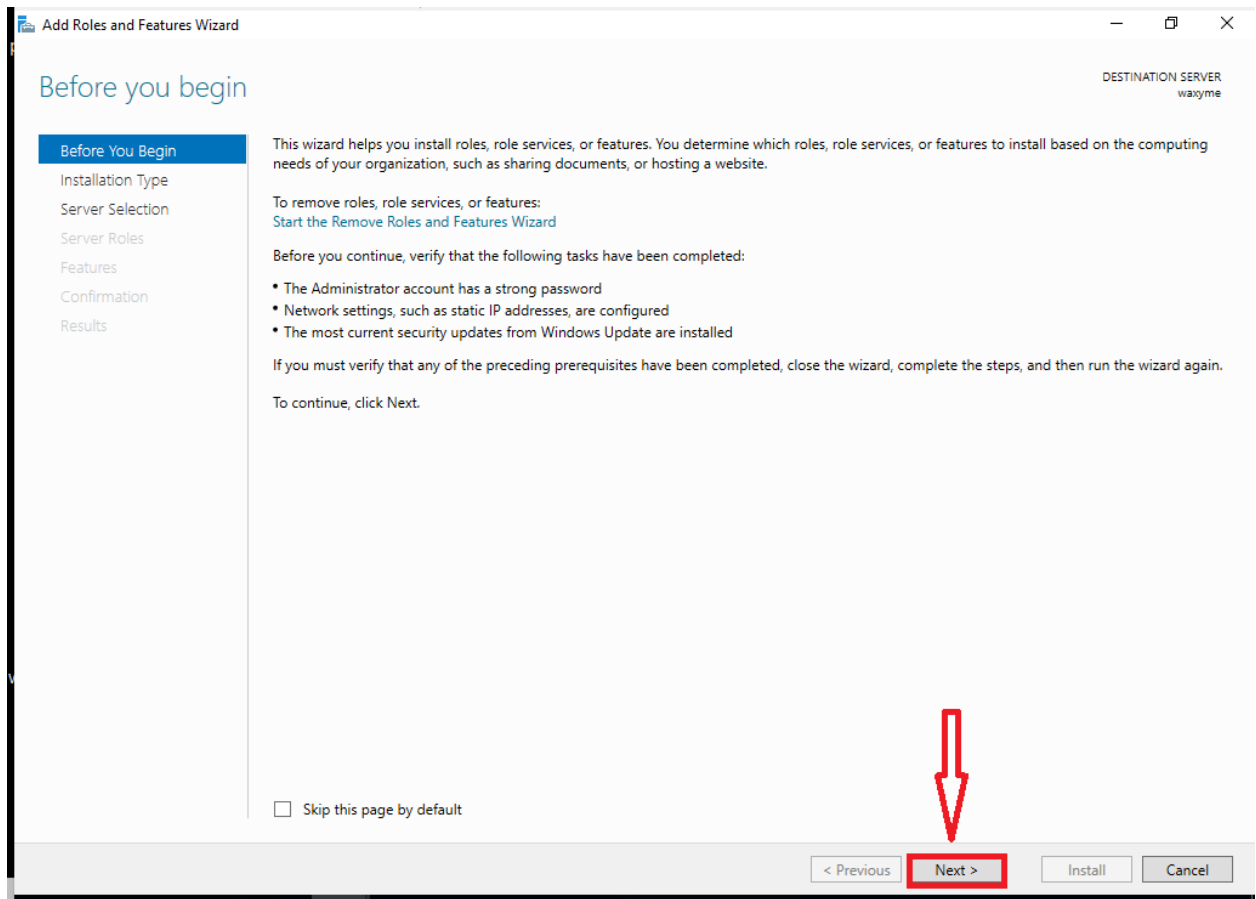 Add Roles and Features Wizard
Before you begin
DESTINATION SERVER
waxyme
Before You Begin
Installation Type
Server Selection
Server Roles
Features
Confirmation
Results
This wizard helps you install roles, role services, or features. You determine which roles, role services, or features to install based on the computing
needs of your organization, such as sharing documents, or hosting a website.
To remove roles, role services, or features:
Start the Remove Roles and Features Wizard
Before you continue, verify that the following tasks have been completed:
• The Administrator account has a strong password
• Network settings, such as static IP addresses, are configured
• The most current security updates from Windows Update are installed
If you must verify that any of the preceding prerequisites have been completed, close the wizard, complete the steps, and then run the wizard again.
To continue, click Next.
Skip this page by default
< Previous
Next >
Install
Cancel